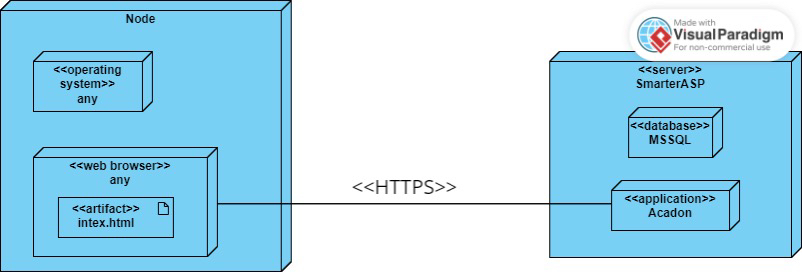 Node
<<operating
system>>
any
<<web browser>>
any
<<artifact>>
intex.html
<<HTTPS>>
Made with
Visual Paradigm
For non-commercial use
<<server>>
SmarterASP
<<database>>
MSSQL
<<application>>
Acadon